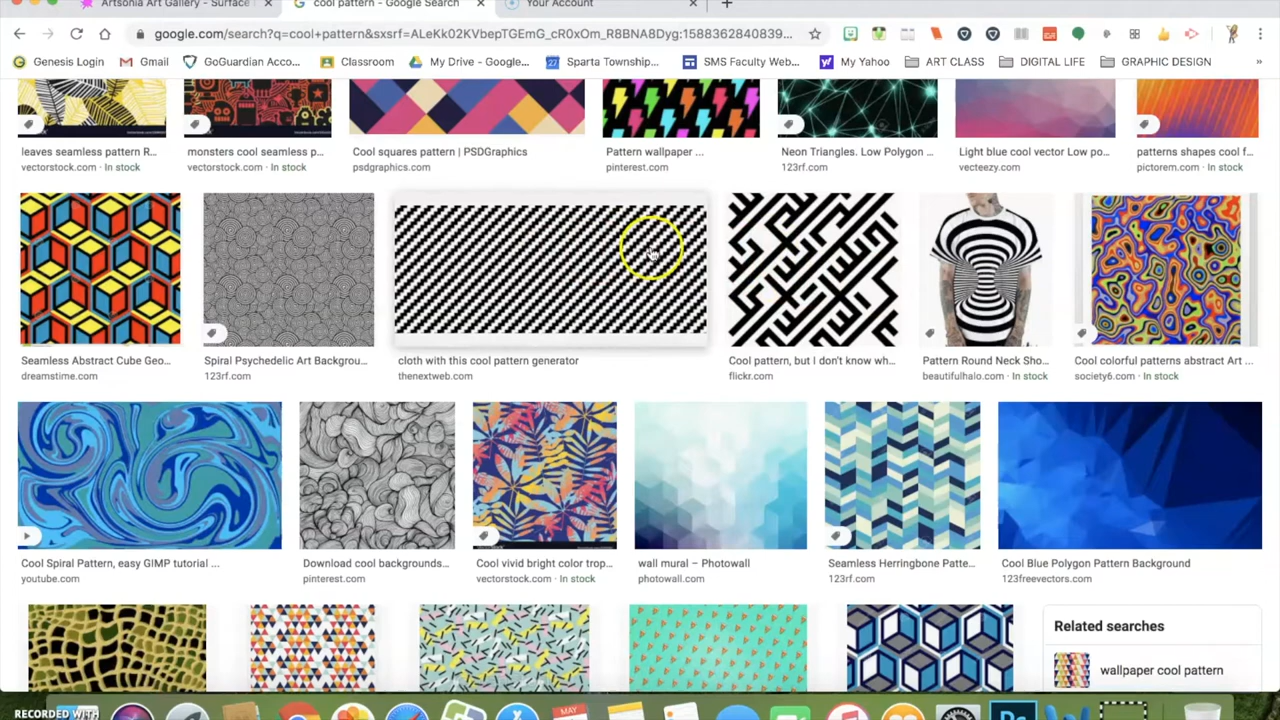 Artsonia Art Gallery - Surface
cool pattern - Google Search
Your Account
google.com/search?q=cool+pattern&sxsrf=ALeKk02KVbepTGEmG_cR0xOm_R8BNA8Dyg:1588362840839...
Genesis Login
Gmail
GoGuardian Acco...
Classroom
My Drive - Google...
Sparta Township...
SMS Faculty Web...
My Yahoo
ART CLASS
DIGITAL LIFE
GRAPHIC DESIGN
»
leaves seamless pattern R...
vectorstock.com · In stock
monsters cool seamless p...
vectorstock.com · In stock
Cool squares pattern | PSDGraphics
psdgraphics.com
Pattern wallpaper ...
pinterest.com
Neon Triangles. Low Polygon ...
123rf.com
Light blue cool vector Low po...
vecteezy.com
patterns shapes cool f...
pictorem.com · In stock
Seamless Abstract Cube Geo...
dreamstime.com
Spiral Psychedelic Art Backgrou...
123rf.com
cloth with this cool pattern generator
thenextweb.com
Cool pattern, but I don't know wh...
flickr.com
Pattern Round Neck Sho...
beautifulhalo.com · In stock
Cool colorful patterns abstract Art ...
society6.com · In stock
Cool Spiral Pattern, easy GIMP tutorial ...
youtube.com
Download cool backgrounds...
pinterest.com
Cool vivid bright color trop...
vectorstock.com · In stock
wall mural – Photowall
photowall.com
Seamless Herringbone Patte...
123rf.com
Cool Blue Polygon Pattern Background
123freevectors.com
Related searches
wallpaper cool pattern
RECORDED WITH
MAY
Ps